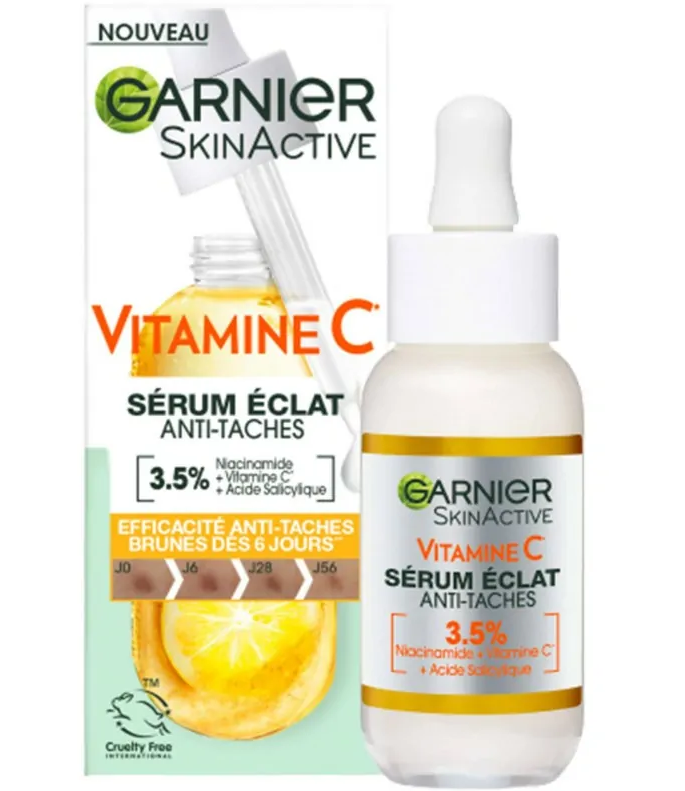 NOUVEAU
GARNIER
SKINACTIVE
VITAMINE C*
SÉRUM ÉCLAT
ANTI-TACHES
3.5%
Niacinamide
+ Vitamine C*
+ Acide Salicylique
EFFICACITÉ ANTI-TACHES
BRUNES DÈS 6 JOURS**
J0 J6 J28 J56
TM
Cruelty Free
INTERNATIONAL
GARNIER
SKINACTIVE
VITAMINE C*
SÉRUM ÉCLAT
ANTI-TACHES
3.5%
Niacinamide + Vitamine C*
+ Acide Salicylique